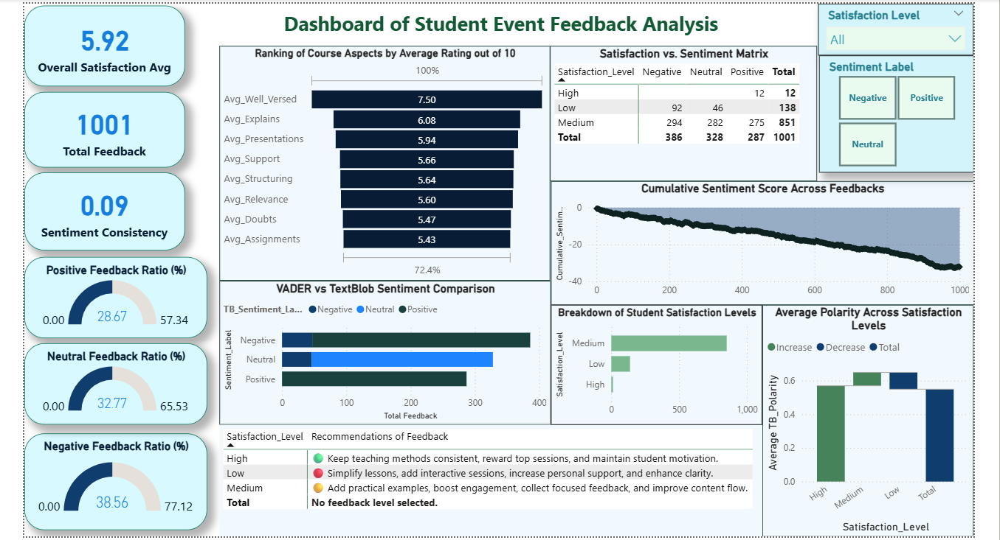 Dashboard of Student Event Feedback Analysis
5.92
Overall Satisfaction Avg
1001
Total Feedback
0.09
Sentiment Consistency
Positive Feedback Ratio (%)
28.67
0.00
57.34
Neutral Feedback Ratio (%)
32.77
0.00
65.53
Negative Feedback Ratio (%)
38.56
0.00
77.12
Ranking of Course Aspects by Average Rating out of 10
100%
Avg_Well_Versed 7.50
Avg_Explains 6.08
Avg_Presentations 5.94
Avg_Support 5.66
Avg_Structuring 5.64
Avg_Relevance 5.60
Avg_Doubts 5.47
Avg_Assignments 5.43
72.4%
Satisfaction vs. Sentiment Matrix
Satisfaction_Level Negative Neutral Positive Total
High 12 12
Low 92 46 138
Medium 294 282 275 851
Total 386 328 287 1001
Satisfaction Level
All
Sentiment Label
Negative Positive
Neutral
Cumulative Sentiment Score Across Feedbacks
Cumulative_Sentim...
0
-20
-40
0 200 400 600 800 1000
VADER vs TextBlob Sentiment Comparison
TB_Sentiment_La... Negative Neutral Positive
Sentiment_Label
Negative
Neutral
Positive
0 100 200 300 400
Total Feedback
Breakdown of Student Satisfaction Levels
Satisfaction_Level
Medium
Low
High
0 500 1,000
Average Polarity Across Satisfaction
Levels
Increase Decrease Total
Average TB_Polarity
0.6
0.4
0.2
0.0
High Medium Low Total
Satisfaction_Level
Satisfaction_Level Recommendations of Feedback
High Keep teaching methods consistent, reward top sessions, and maintain student motivation.
Low Simplify lessons, add interactive sessions, increase personal support, and enhance clarity.
Medium Add practical examples, boost engagement, collect focused feedback, and improve content flow.
Total No feedback level selected.